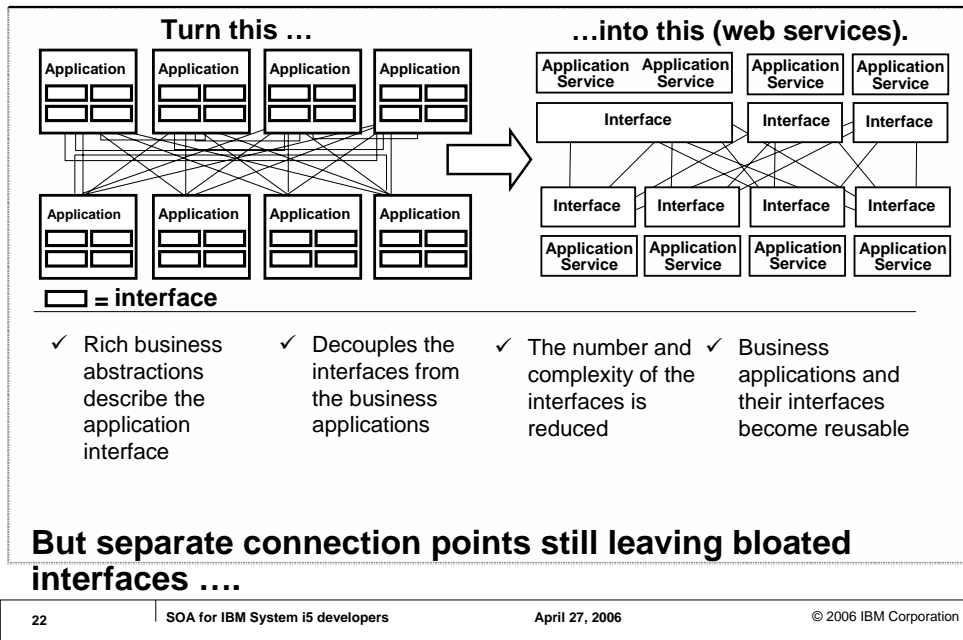 Turn this …
…into this (web services).
Application Application Application Application
Application Application Application Application
= interface
Application Service
Application Service
Application Service
Application Service
Interface Interface Interface
Interface Interface Interface Interface
Application Service
Application Service
Application Service
Application Service
✓ Rich business
abstractions
describe the
application
interface
✓ Decouples the
interfaces from
the business
applications
✓ The number and
complexity of the
interfaces is
reduced
✓ Business
applications and
their interfaces
become reusable
But separate connection points still leaving bloated
interfaces ….
22 SOA for IBM System i5 developers April 27, 2006 © 2006 IBM Corporation